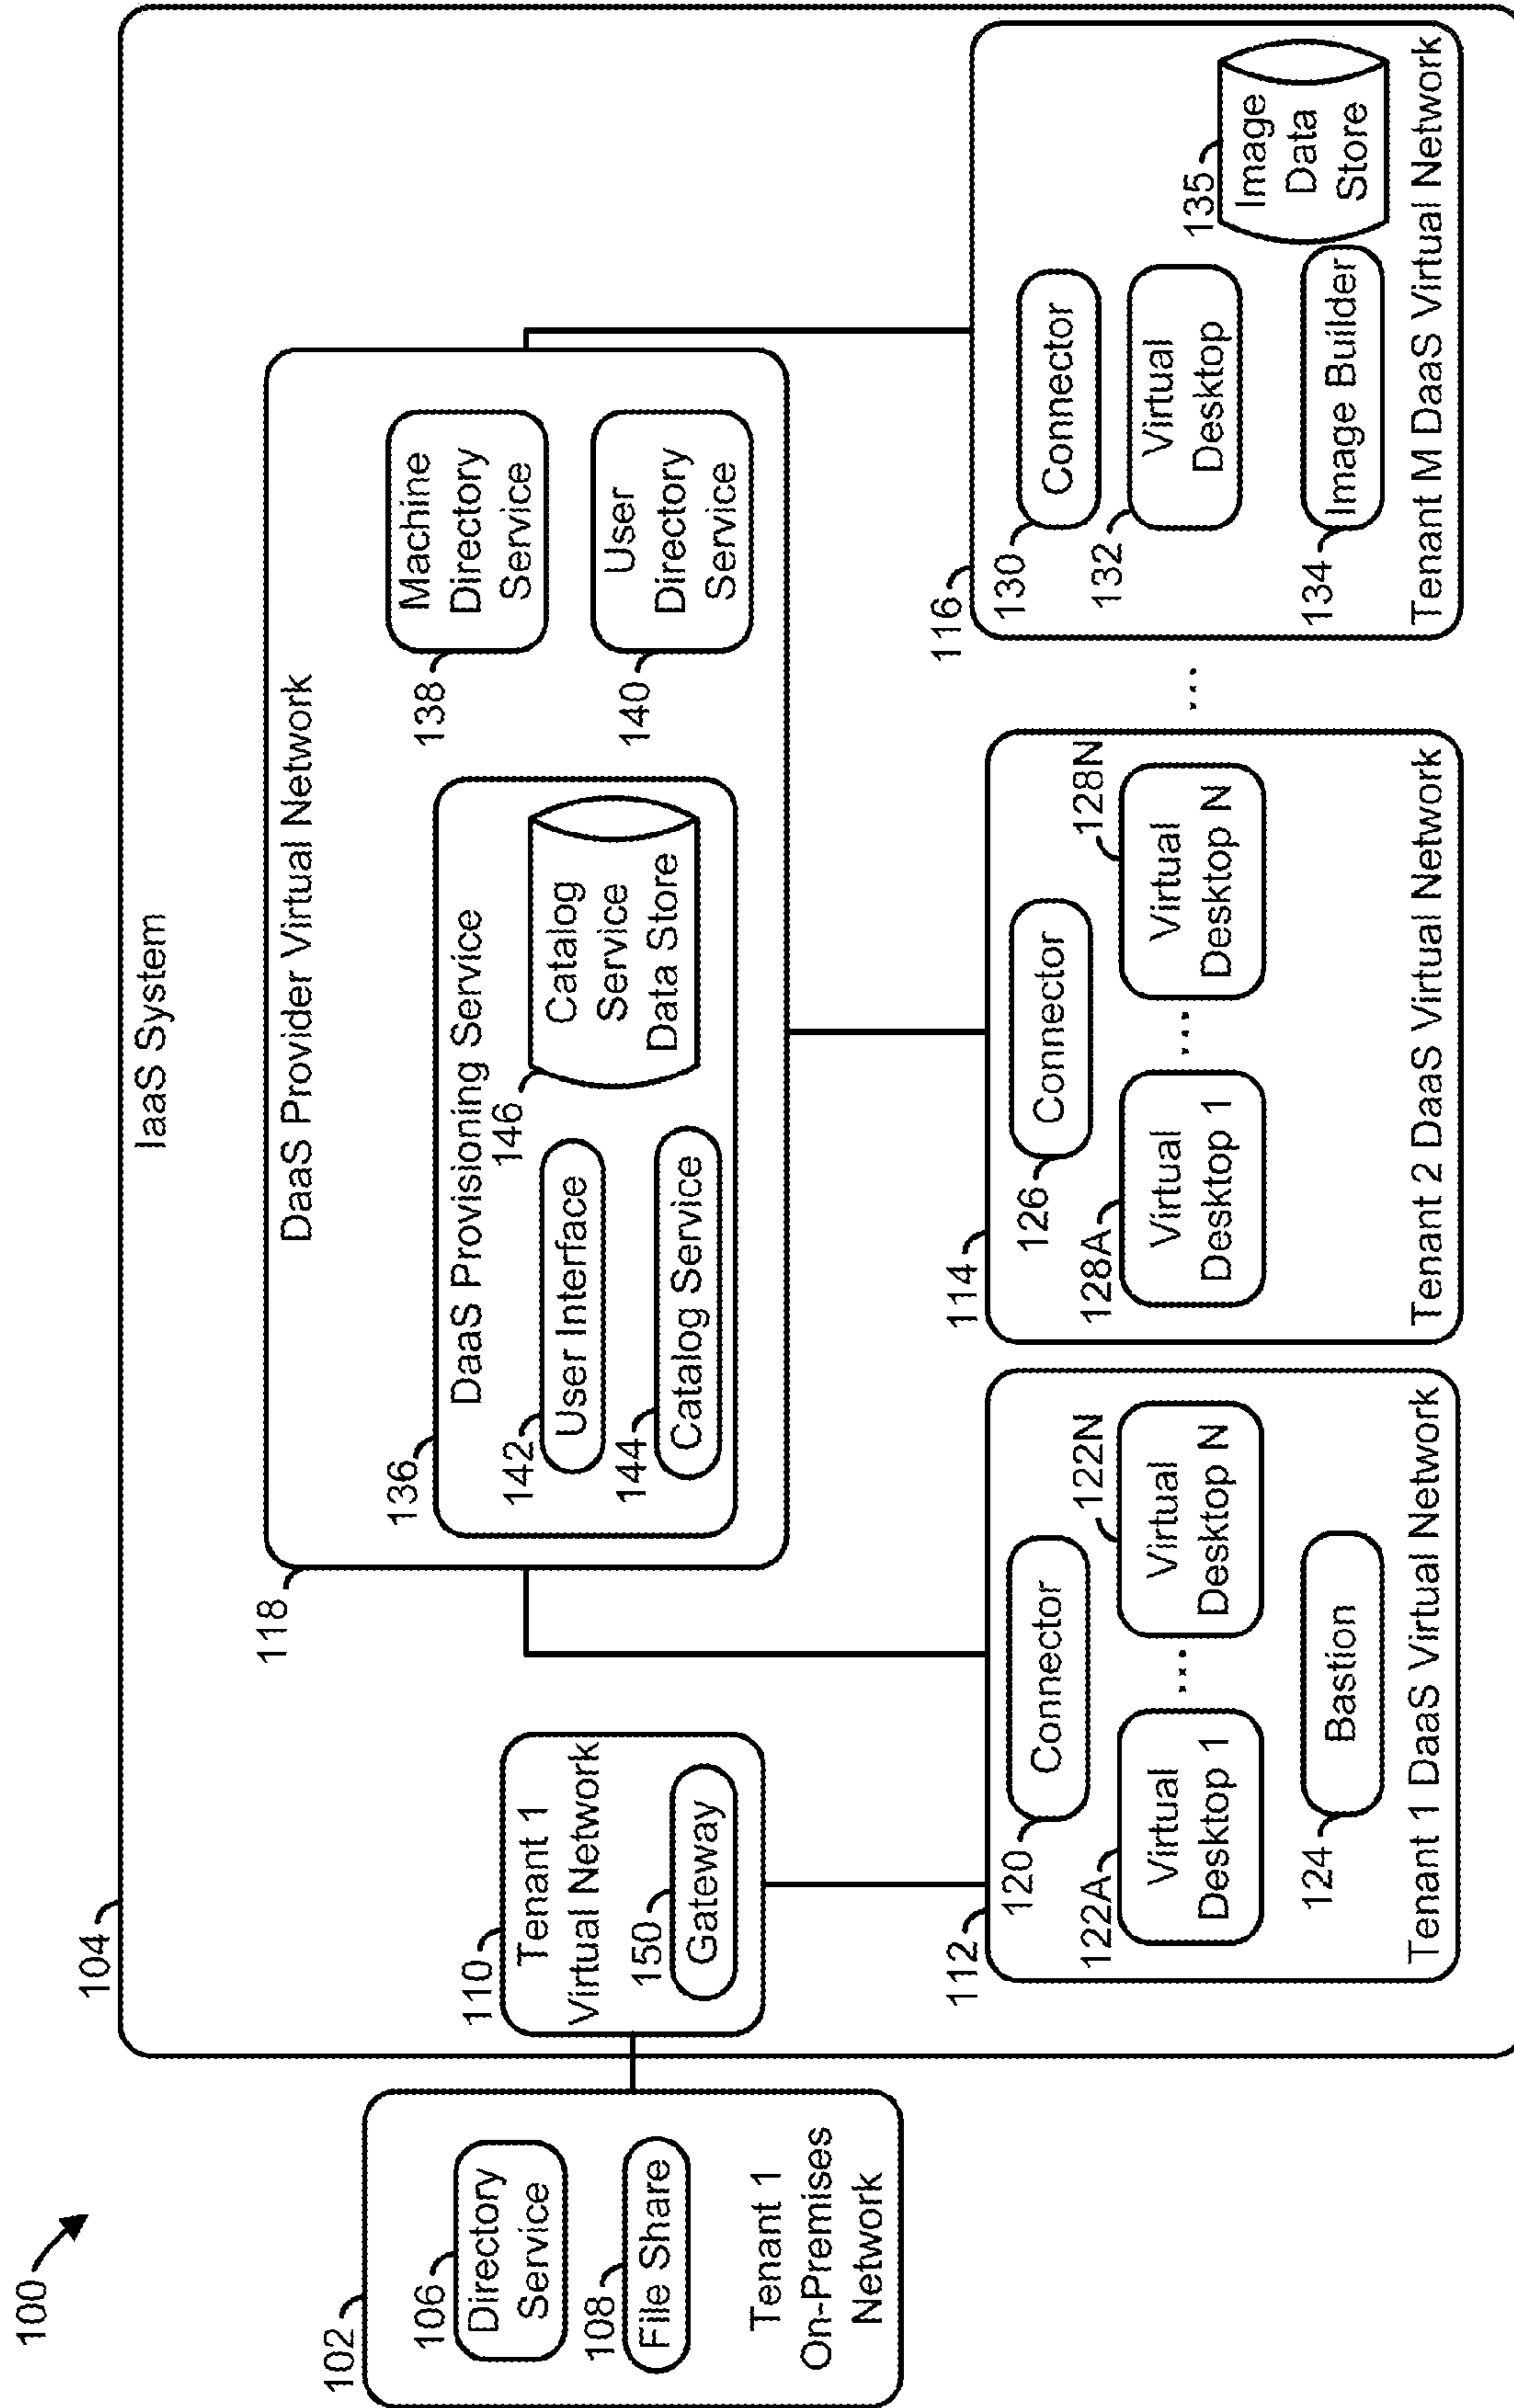 100
104
IaaS System
102
106
Directory
Service
108
File Share
Tenant 1
On-Premises
Network
110
Tenant 1
Virtual Network
150
Gateway
118
DaaS Provider Virtual Network
136
DaaS Provisioning Service
142
User Interface
144
Catalog Service
146
Catalog
Service
Data Store
138
Machine
Directory
Service
140
User
Directory
Service
112
120
Connector
122A
Virtual
Desktop 1
...
122N
Virtual
Desktop N
124
Bastion
Tenant 1 DaaS Virtual Network
114
126
Connector
128A
Virtual
Desktop 1
...
128N
Virtual
Desktop N
Tenant 2 DaaS Virtual Network
...
116
130
Connector
132
Virtual
Desktop
134
Image Builder
135
Image
Data
Store
Tenant M DaaS Virtual Network